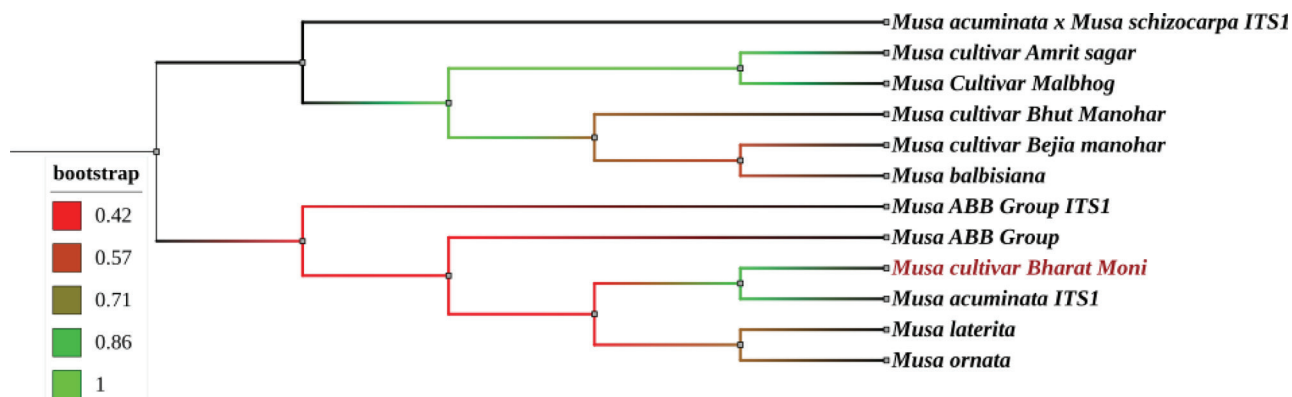 Musa acuminata x Musa schizocarpa ITS1
Musa cultivar Amrit sagar
Musa Cultivar Malbhog
Musa cultivar Bhut Manohar
Musa cultivar Bejia manohar
Musa balbisiana
Musa ABB Group ITS1
Musa ABB Group
Musa cultivar Bharat Moni
Musa acuminata ITS1
Musa laterita
Musa ornata
bootstrap
0.42
0.57
0.71
0.86
1